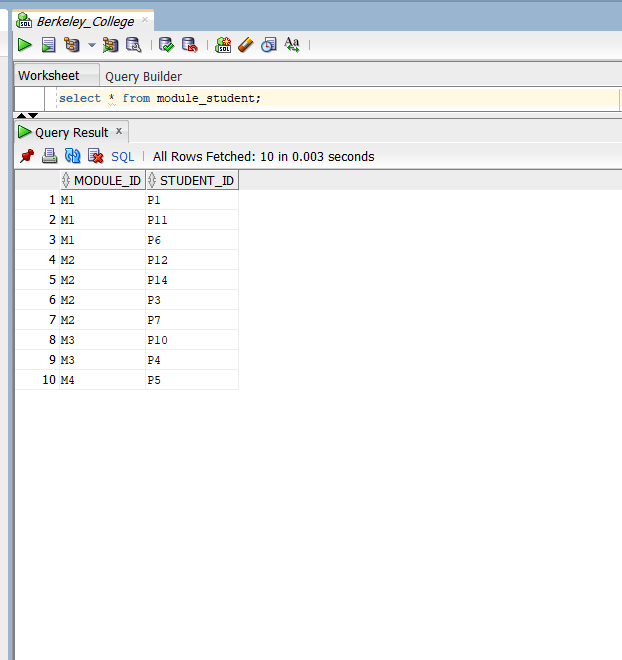 Berkeley_College
Worksheet Query Builder
select * from module_student;
Query Result x
SQL | All Rows Fetched: 10 in 0.003 seconds
MODULE_ID STUDENT_ID
1 M1 P1
2 M1 P11
3 M1 P6
4 M2 P12
5 M2 P14
6 M2 P3
7 M2 P7
8 M3 P10
9 M3 P4
10 M4 P5